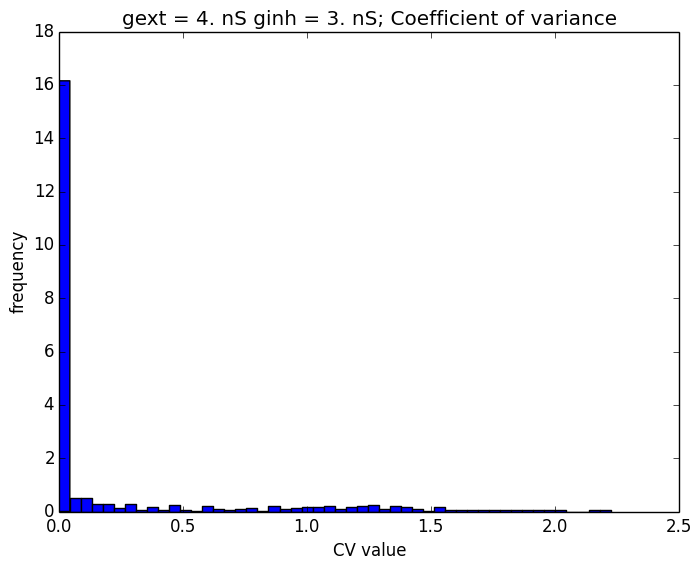 gext = 4. nS ginh = 3. nS; Coefficient of variance
18
16
14
12
10
8
6
4
2
0
frequency
0.0 0.5 1.0 1.5 2.0 2.5
CV value